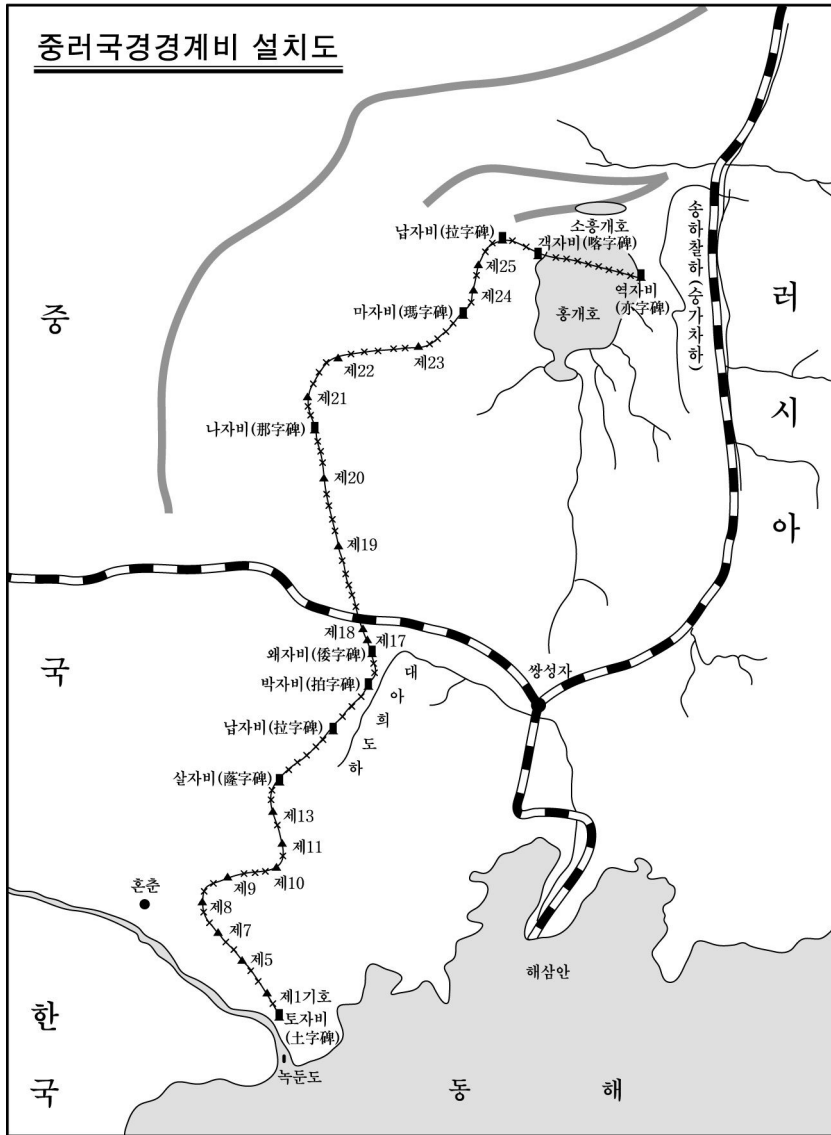 중러국경경계비 설치도
소흥개호
납자비(拉字碑)
객자비(喀字碑)
제25
역자비
(亦字碑)
제24
마자비(瑪字碑)
흥개호
송하찰하(숭가차하)
러
시
아
중
국
제23
제22
제21
나자비(那字碑)
제20
제19
제18
제17
왜자비(倭字碑)
박자비(拍字碑)
대아희도하
쌍성자
납자비(拉字碑)
살자비(薩字碑)
제13
제11
제10
제9
혼춘
제8
제7
제5
해삼안
제1기호
토자비
(土字碑)
녹둔도
한
국
동 해